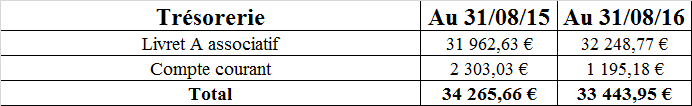 Trésorerie Au 31/08/15 Au 31/08/16
Livret A associatif 31 962,63 € 32 248,77 €
Compte courant 2 303,03 € 1 195,18 €
Total 34 265,66 € 33 443,95 €